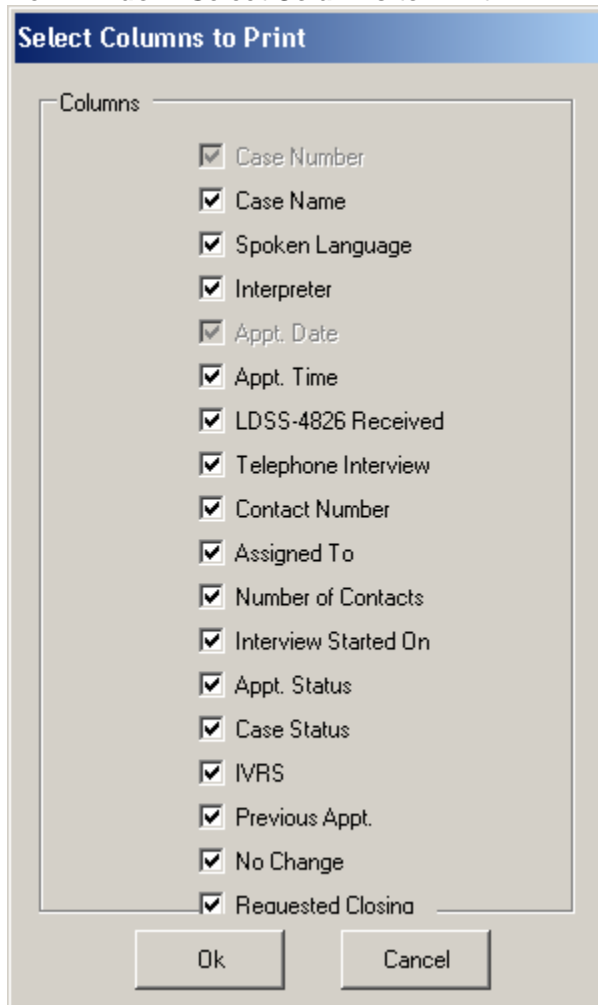 Select Columns to Print
Columns
Case Number
Case Name
Spoken Language
Interpreter
Appt. Date
Appt. Time
LDSS-4826 Received
Telephone Interview
Contact Number
Assigned To
Number of Contacts
Interview Started On
Appt. Status
Case Status
IVRS
Previous Appt.
No Change
Requested Closing
Ok
Cancel